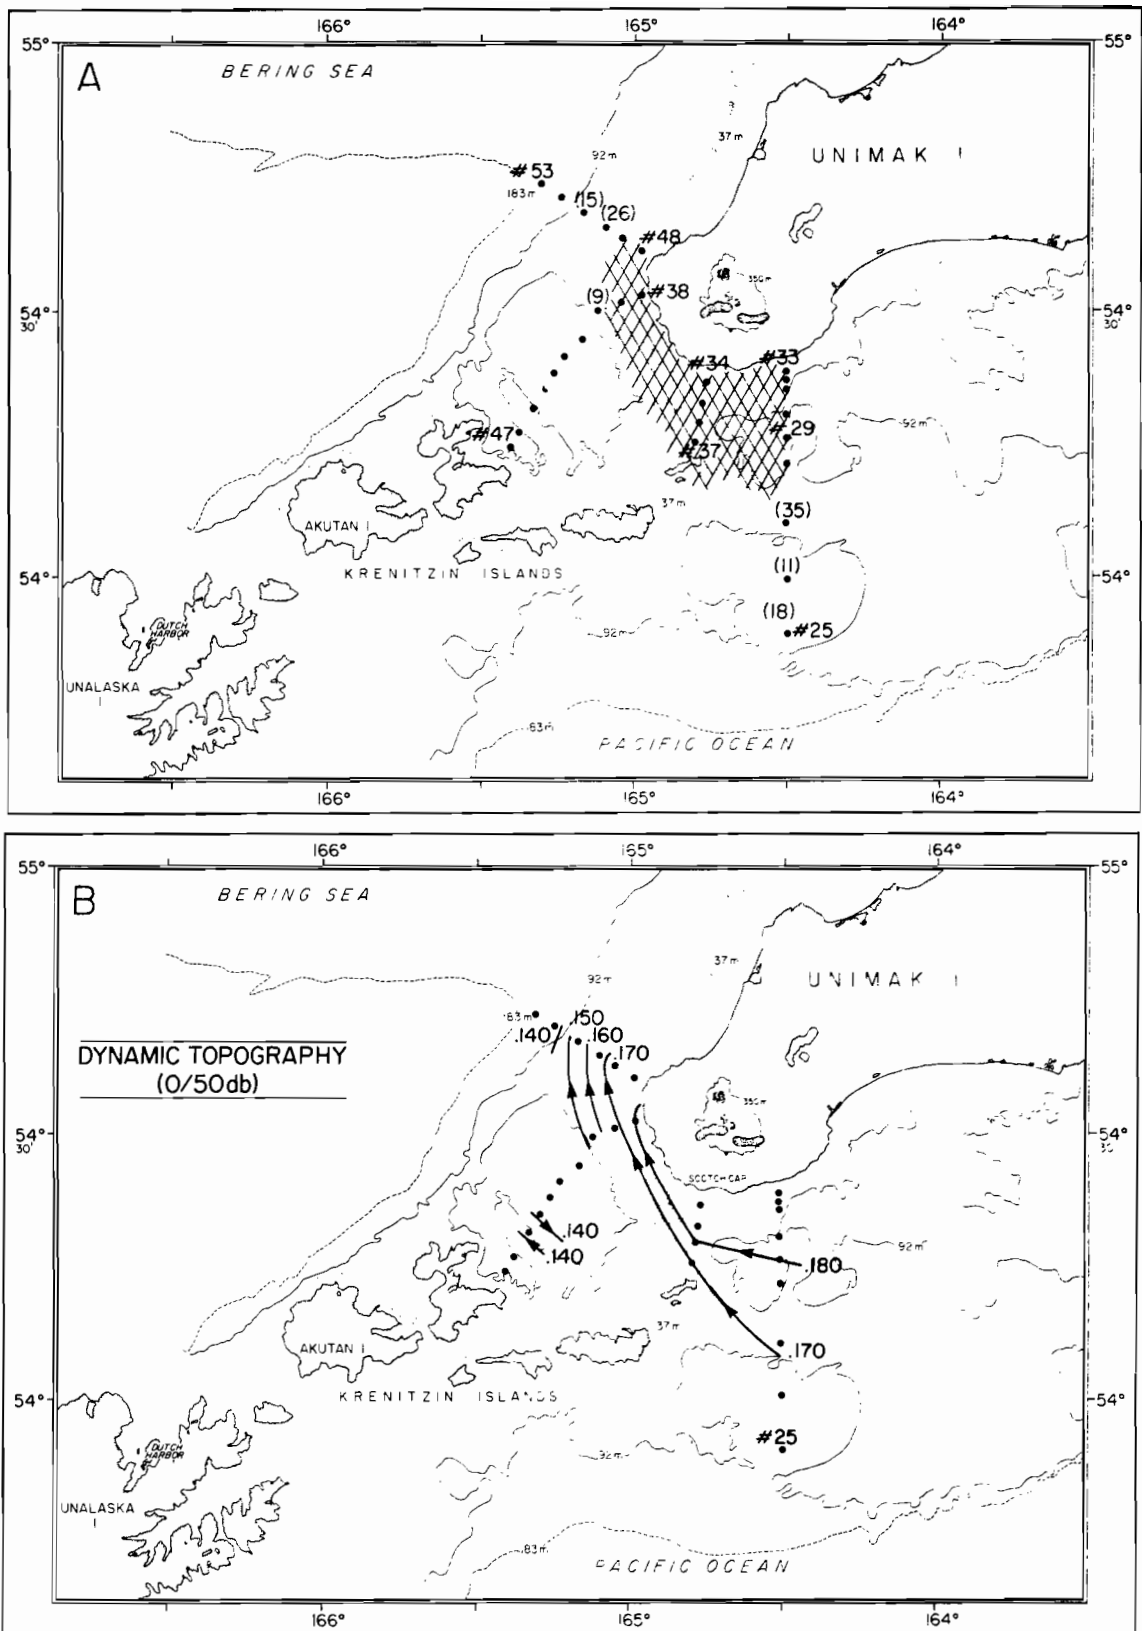 166° 165° 164°
55° 55°
A
BERING SEA
37m
92m
UNIMAK I
#53
183m
(15)
(26)
#48
350m
(9)
#38
54° 54°
30' 30'
#33
#34
92m
#29
#47
#37
37m
(35)
AKUTAN I
KRENITZIN ISLANDS
(11)
54° 54°
(18)
DUTCH
HARBOR
92m
#25
UNALASKA
I
83m
PACIFIC OCEAN
166° 165° 164°
166° 165° 164°
55° 55°
B
BERING SEA
37m
92m
UNIMAK I
83m
.150
.140
.160
DYNAMIC TOPOGRAPHY
(0/50db)
.170
350m
54° 54°
30'
SCOTCH CAP
.140
92m
.140
.180
37m
.170
AKUTAN I
KRENITZIN ISLANDS
54° 54°
#25
DUTCH
HARBOR
92m
UNALASKA
I
83m
PACIFIC OCEAN
166° 165° 164°